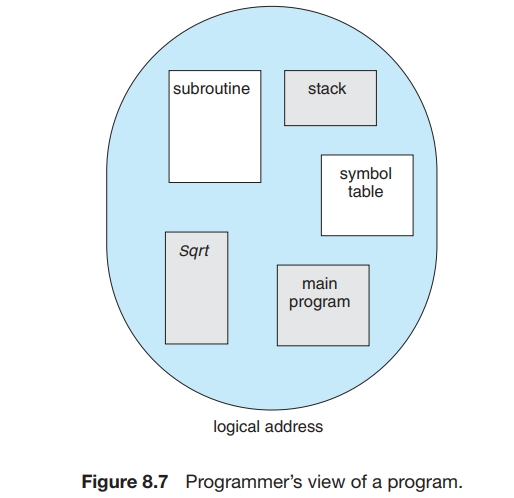 subroutine
stack
symbol
table
Sqrt
main
program
logical address
Figure 8.7 Programmer's view of a program.